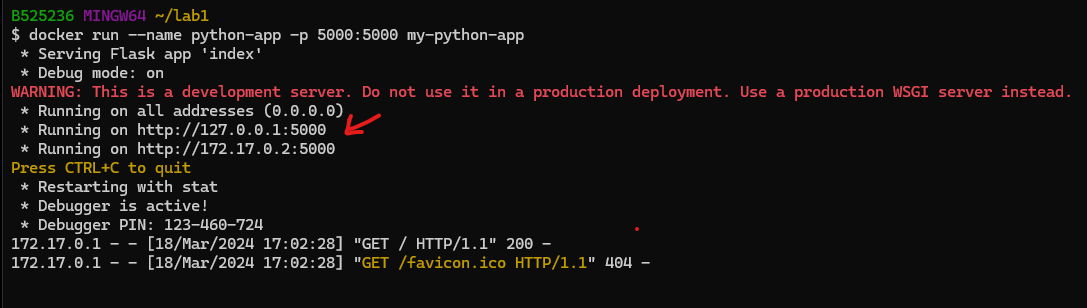 B525236 MINGW64 ~/lab1
$ docker run --name python-app -p 5000:5000 my-python-app
 * Serving Flask app 'index'
 * Debug mode: on
WARNING: This is a development server. Do not use it in a production deployment. Use a production WSGI server instead.
 * Running on all addresses (0.0.0.0)
 * Running on http://127.0.0.1:5000
 * Running on http://172.17.0.2:5000
Press CTRL+C to quit
 * Restarting with stat
 * Debugger is active!
 * Debugger PIN: 123-460-724
172.17.0.1 - - [18/Mar/2024 17:02:28] "GET / HTTP/1.1" 200 -
172.17.0.1 - - [18/Mar/2024 17:02:28] "GET /favicon.ico HTTP/1.1" 404 -